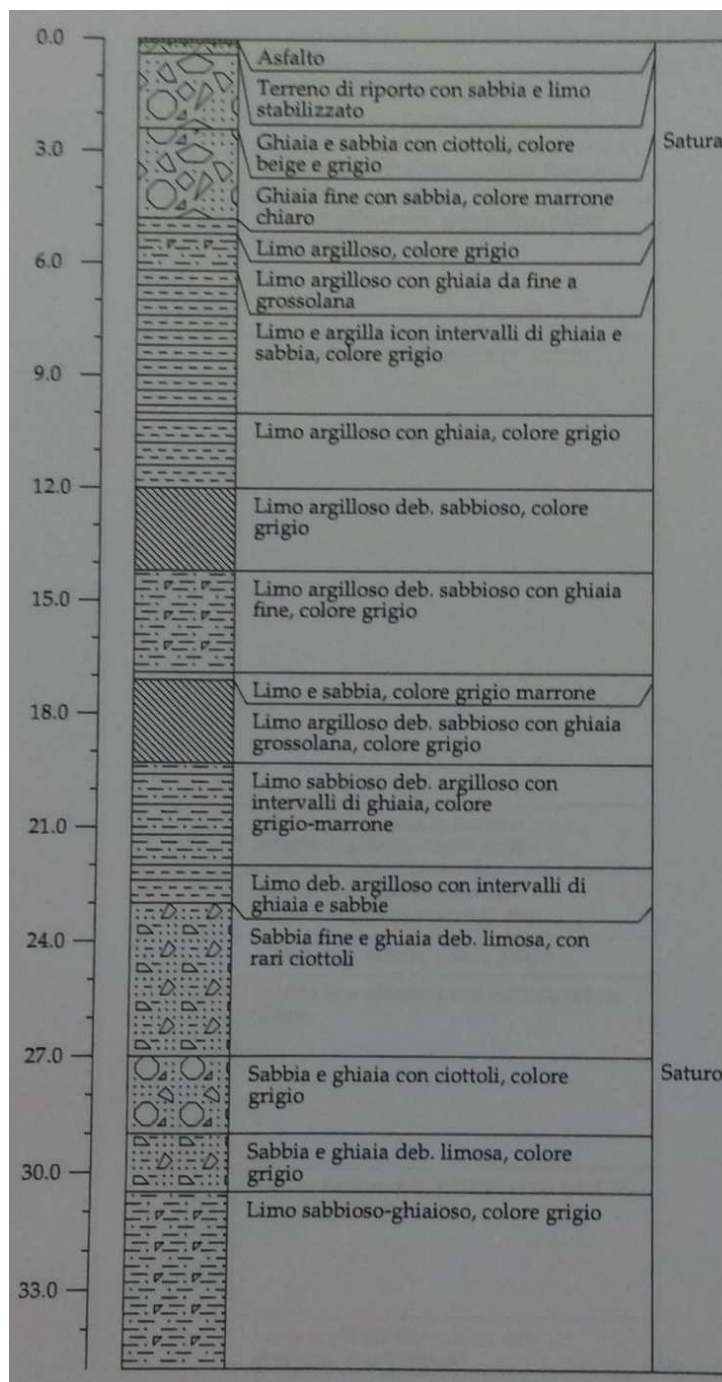 0.0
Asfalto
Terreno di riporto con sabbia e limo
stabilizzato
3.0
Ghiaia e sabbia con ciottoli, colore
beige e grigio
Satura
Ghiaia fine con sabbia, colore marrone
chiaro
Limo argilloso, colore grigio
6.0
Limo argilloso con ghiaia da fine a
grossolana
Limo e argilla icon intervalli di ghiaia e
sabbia, colore grigio
9.0
Limo argilloso con ghiaia, colore grigio
12.0
Limo argilloso deb. sabbioso, colore
grigio
15.0
Limo argilloso deb. sabbioso con ghiaia
fine, colore grigio
Limo e sabbia, colore grigio marrone
18.0
Limo argilloso deb. sabbioso con ghiaia
grossolana, colore grigio
Limo sabbioso deb. argilloso con
intervalli di ghiaia, colore
grigio-marrone
21.0
Limo deb. argilloso con intervalli di
ghiaia e sabbie
24.0
Sabbia fine e ghiaia deb. limosa, con
rari ciottoli
27.0
Sabbia e ghiaia con ciottoli, colore
grigio
Saturo
Sabbia e ghiaia deb. limosa, colore
grigio
30.0
Limo sabbioso-ghiaioso, colore grigio
33.0